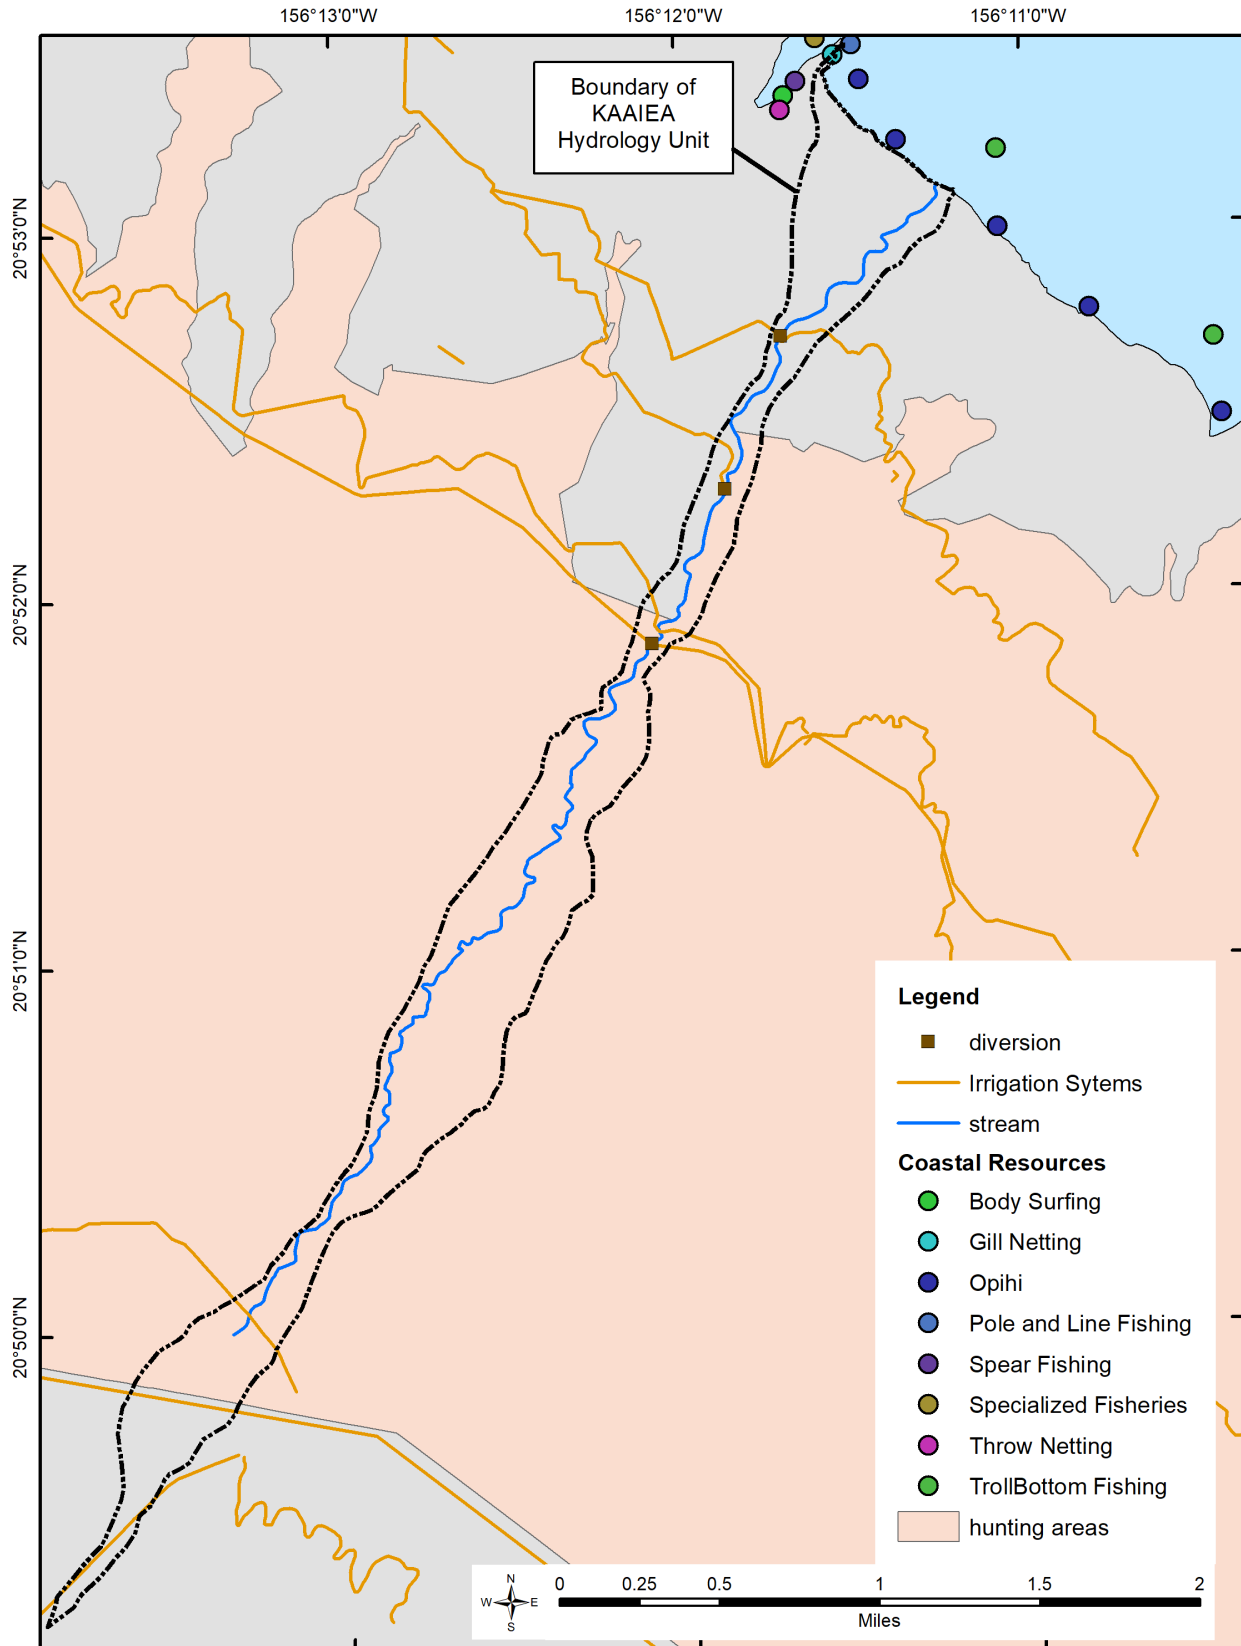 156°13'0"W
156°12'0"W
156°11'0"W
Boundary of
KAAIEA
Hydrology Unit
20°53'0"N
20°52'0"N
20°51'0"N
20°50'0"N
Legend
diversion
Irrigation Sytems
stream
Coastal Resources
Body Surfing
Gill Netting
Opihi
Pole and Line Fishing
Spear Fishing
Specialized Fisheries
Throw Netting
TrollBottom Fishing
hunting areas
N
W E
S
0 0.25 0.5 1 1.5 2
Miles